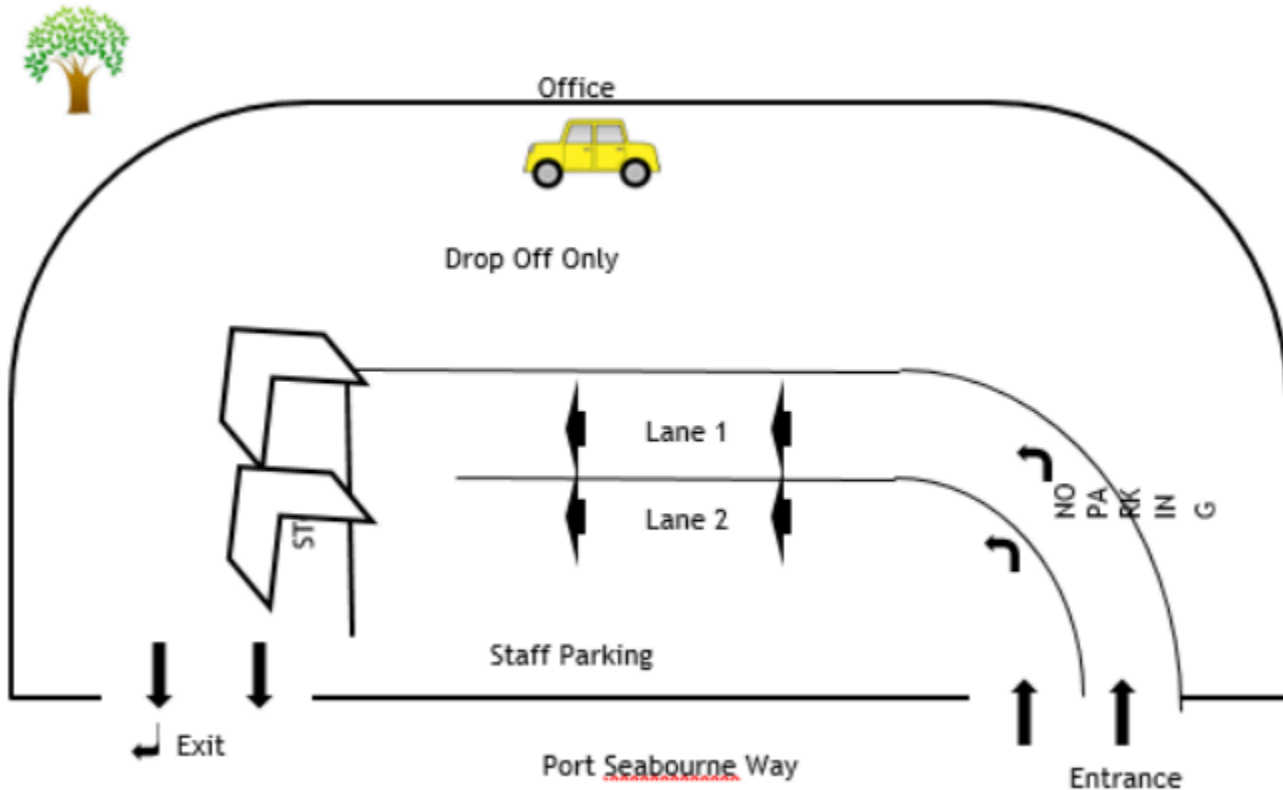 Office
Drop Off Only
Lane 1
NO
PA
RK
IN
G
Lane 2
ST
Staff Parking
Exit
Port Seabourne Way
Entrance